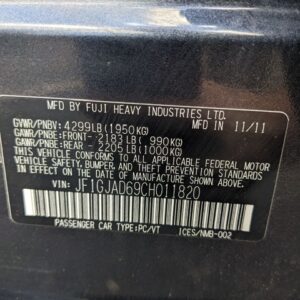 MFD BY FUJI HEAVY INDUSTRIES LTD.
GVWR/PNBV: 4299LB(1950KG) MFD IN 11/11
GAWR/PNBE:FRONT- 2183LB( 990KG)
GAWR/PNBE:REAR- 2205LB(1000KG)
THIS VEHICLE CONFORMS TO ALL APPLICABLE FEDERAL MOTOR
VEHICLE SAFETY, BUMPER, AND THEFT PREVENTION
STANDARDS IN EFFECT ON THE DATE OF MANUFACTURE
SHOWN ABOVE.
VIN: JF1GJAD69CH011820
PASSENGER CAR TYPE:PC/VT ICES/NMB-002